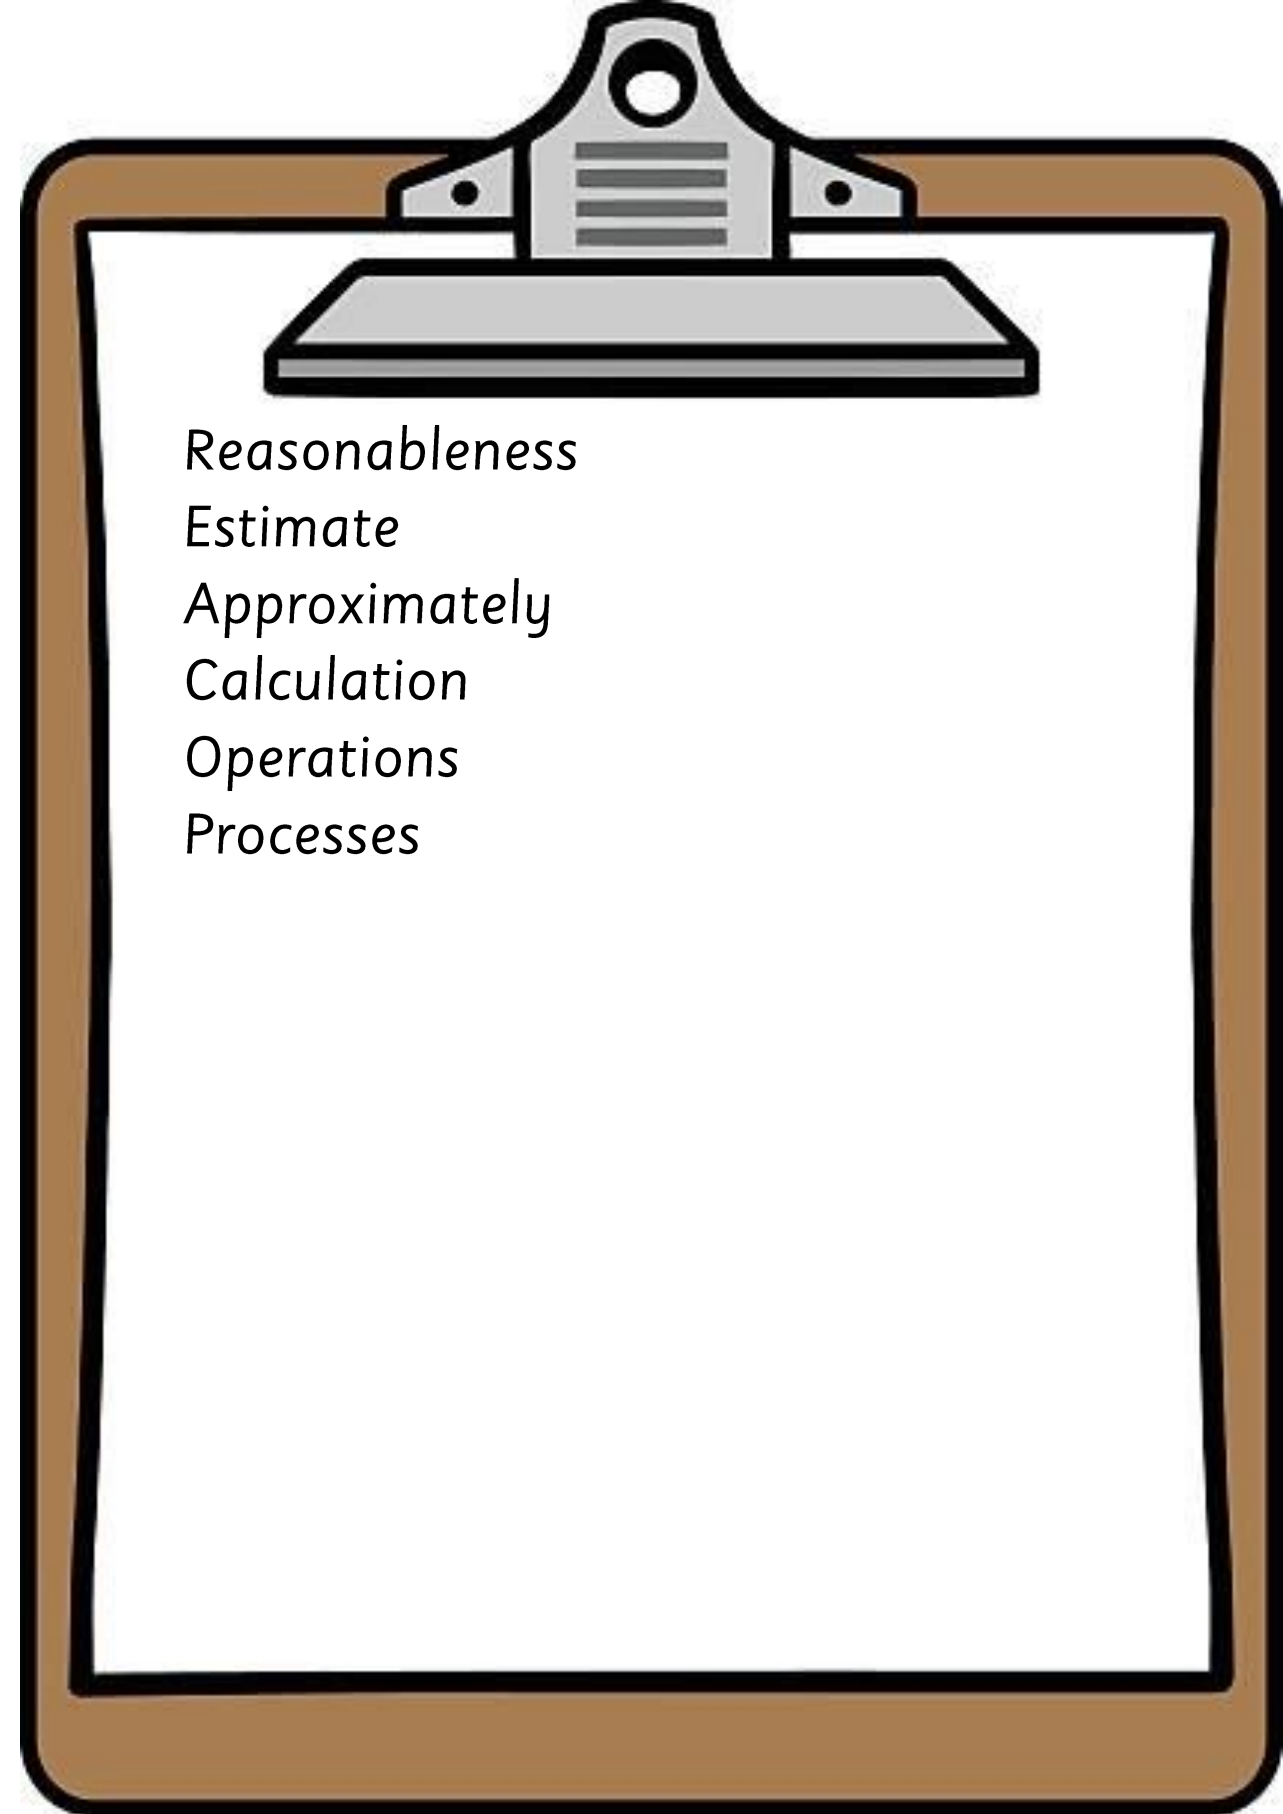 Reasonableness
Estimate
Approximately
Calculation
Operations
Processes